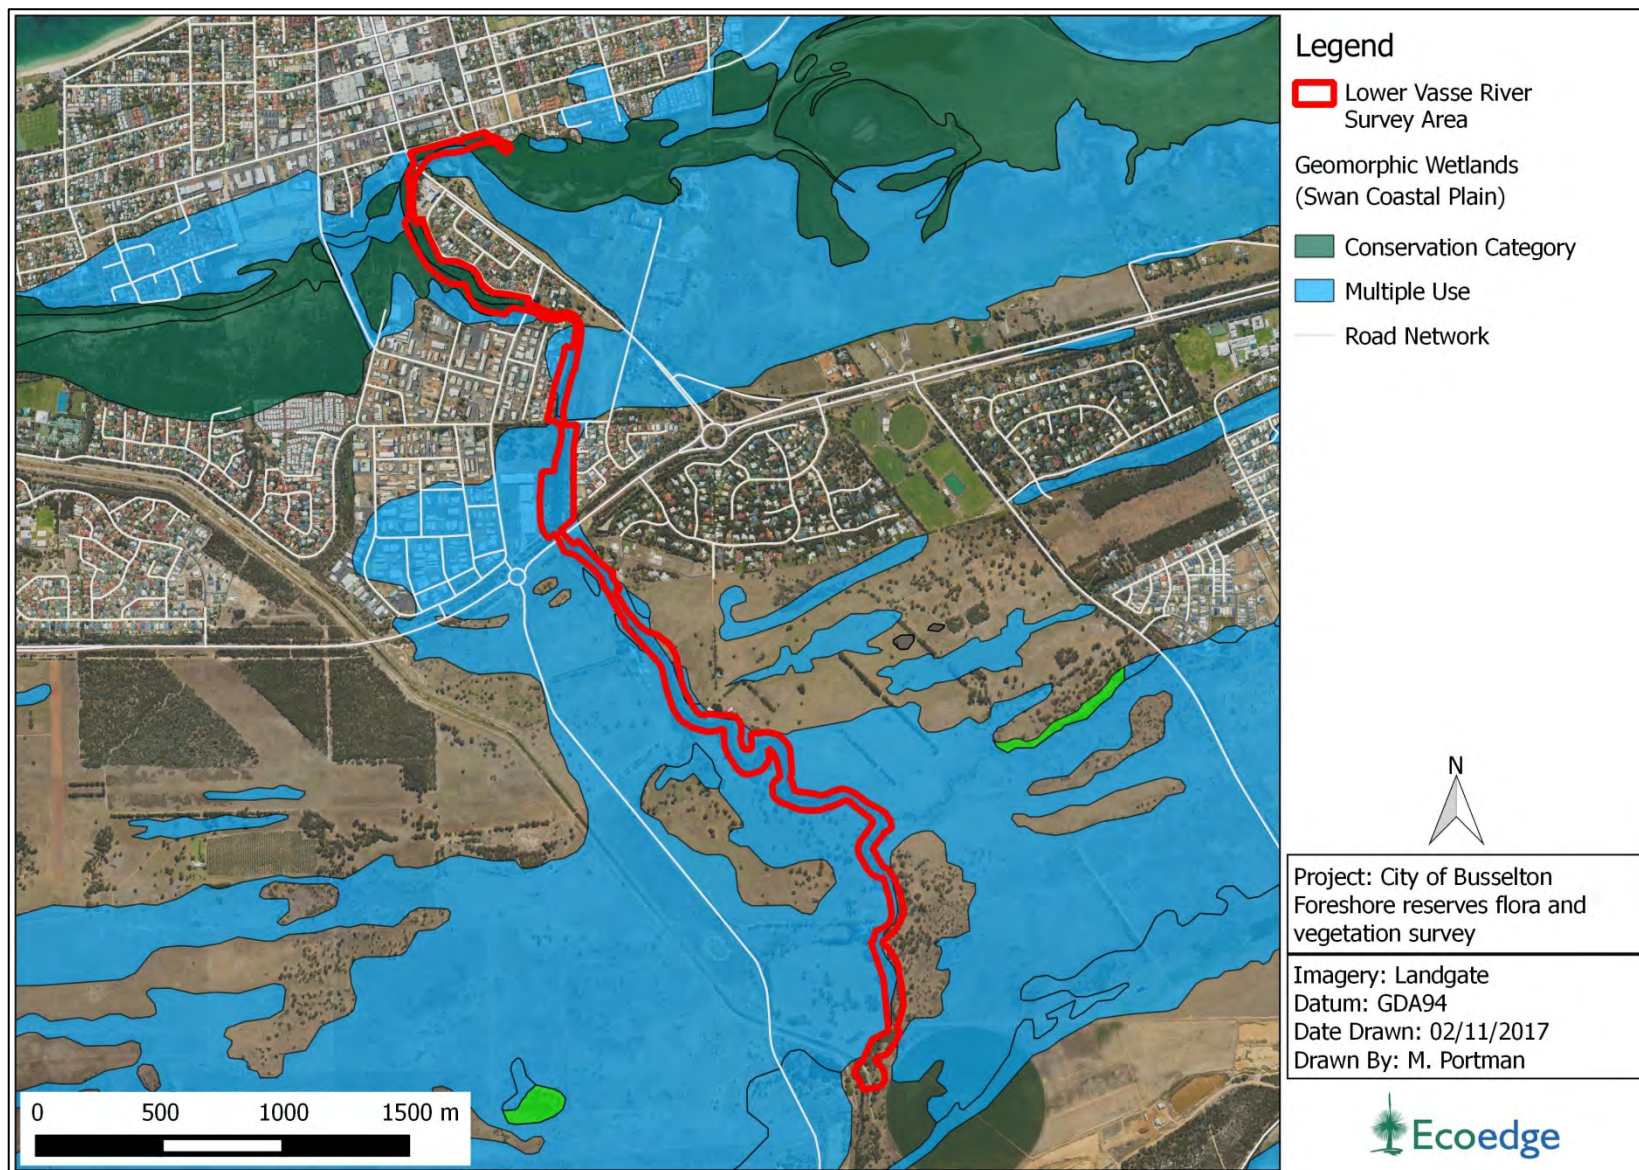 Legend
Lower Vasse River
Survey Area
Geomorphic Wetlands
(Swan Coastal Plain)
Conservation Category
Multiple Use
Road Network
N
Project: City of Busselton
Foreshore reserves flora and
vegetation survey
Imagery: Landgate
Datum: GDA94
Date Drawn: 02/11/2017
Drawn By: M. Portman
Ecoedge
0 500 1000 1500 m